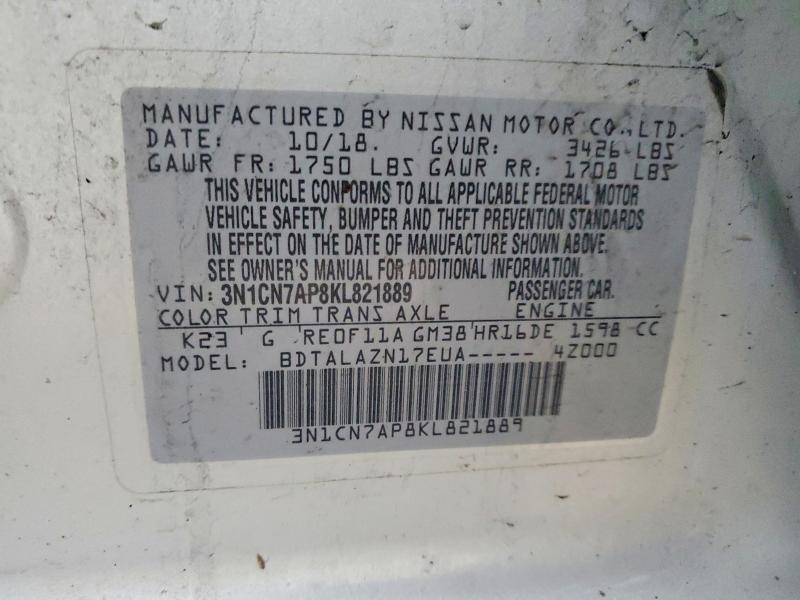 MANUFACTURED BY NISSAN MOTOR CO., LTD.
DATE: 10/18. GVWR: 3426 LBS
GAWR FR: 1750 LBS GAWR RR: 1708 LBS
THIS VEHICLE CONFORMS TO ALL APPLICABLE FEDERAL MOTOR
VEHICLE SAFETY, BUMPER AND THEFT PREVENTION STANDARDS
IN EFFECT ON THE DATE OF MANUFACTURE SHOWN ABOVE.
SEE OWNER'S MANUAL FOR ADDITIONAL INFORMATION.
VIN: 3N1CN7AP8KL821889 PASSENGER CAR.
COLOR TRIM TRANS AXLE ENGINE
K23 G RE0F11A GM38 HR16DE 1598 CC
MODEL: BDTALAZN17EUA----- 4Z000
3N1CN7AP8KL821889